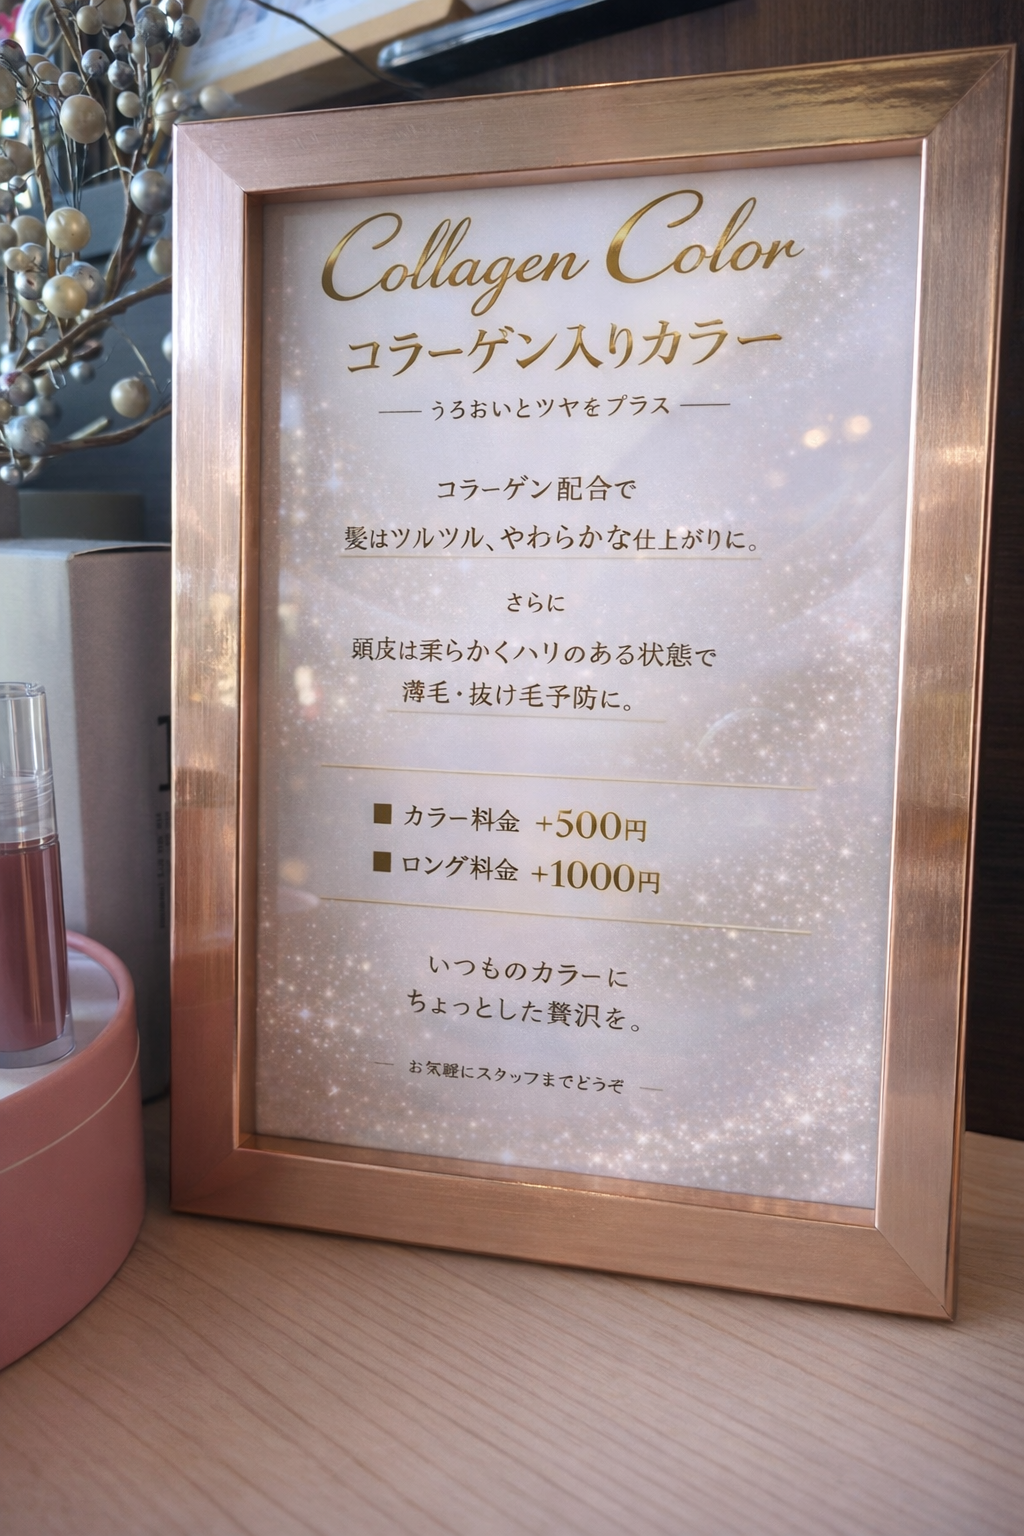 Collagen Color
コラーゲン入りカラー
うろおいとツヤをプラス
コラーゲン配合で
髪はツルツル、やわらかな仕上がりに。
さらに
頭皮は柔らかくハリのある状態で
薄毛・抜け毛予防に。
■ カラー料金 +500円
■ ロング料金 +1000円
いつものカラーに
ちょっとした贅沢を。
お気軽にスタッフまでどうぞ